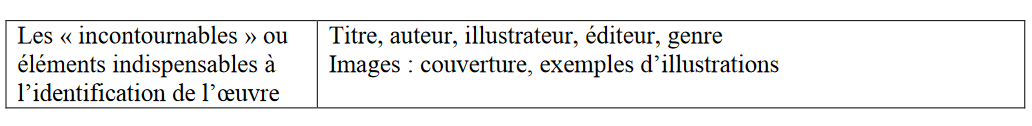 Les « incontournables » ou
éléments indispensables à
l’identification de l’œuvre
Titre, auteur, illustrateur, éditeur, genre
Images : couverture, exemples d’illustrations